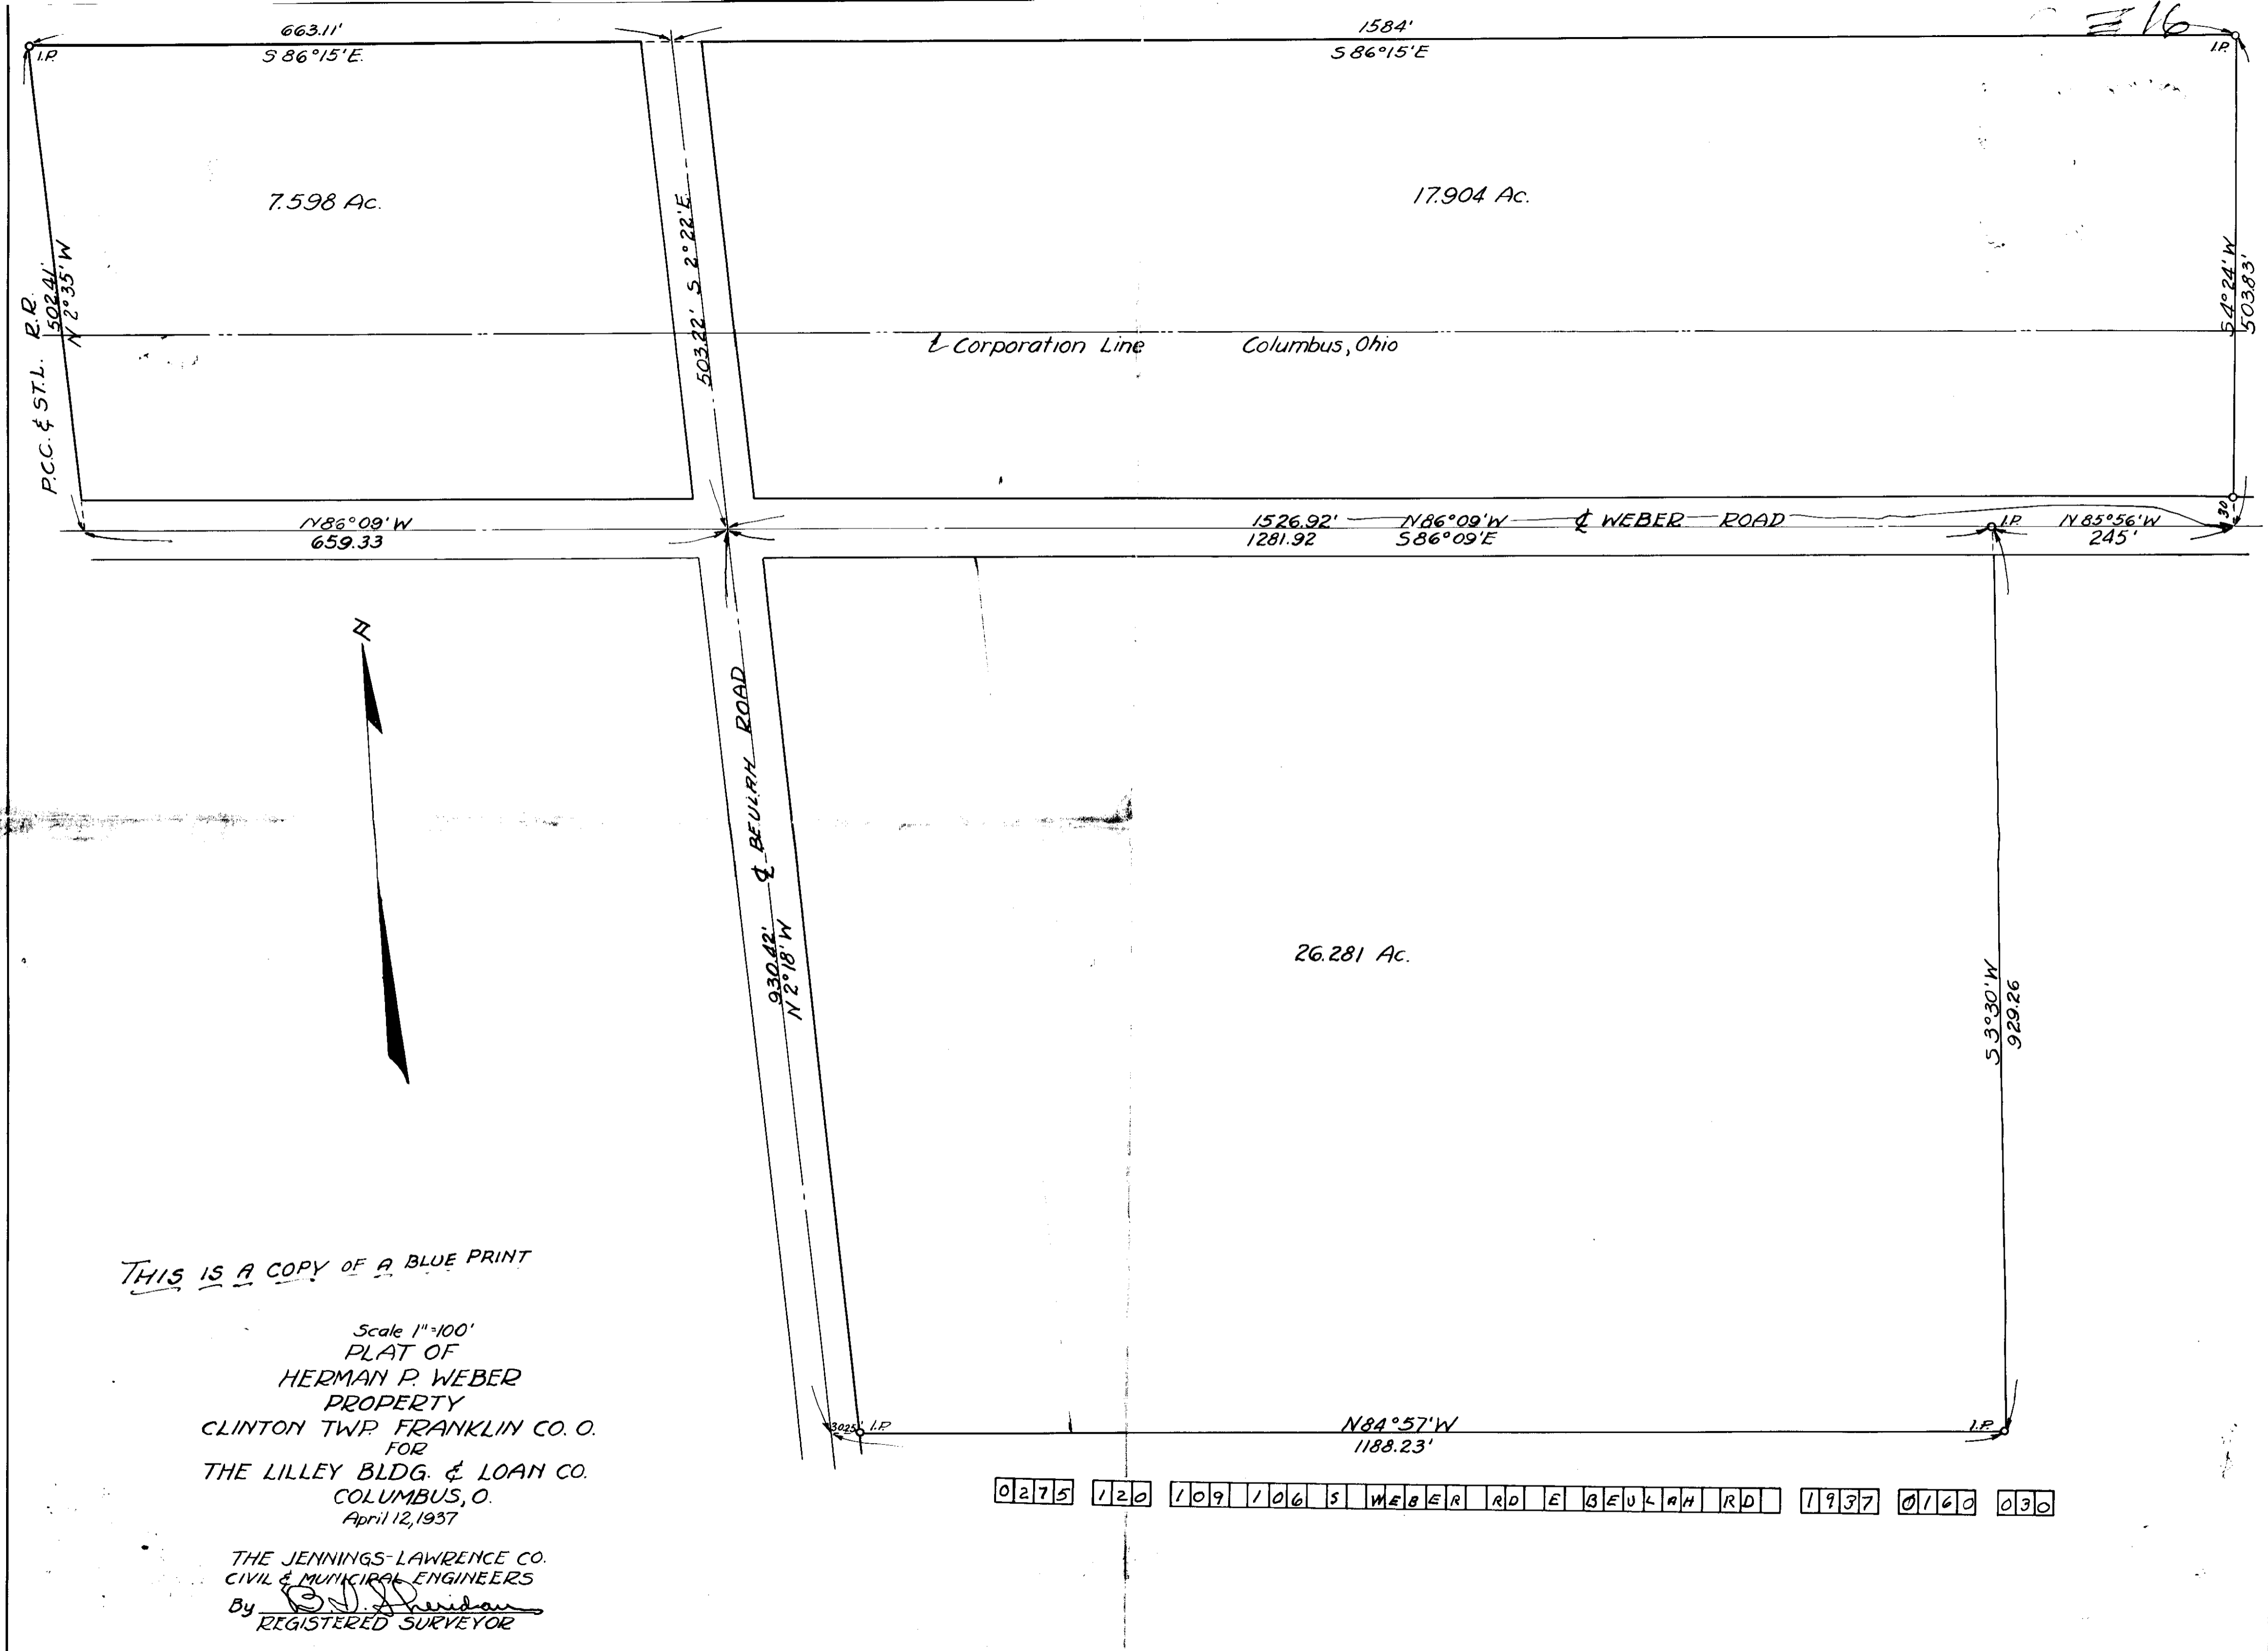 ≡ 16
663.11'
S 86°15' E.
1584'
S 86°15' E
I.P.
I.P.
7.598 Ac.
17.904 Ac.
P.C.C. & ST.L. R.R.
502.41'
N 2°35' W
503.22' S 2°22' E.
S 4°24' W
503.83'
℄ Corporation Line Columbus, Ohio
N 86°09' W
659.33
1526.92' N 86°09' W ℄ WEBER ROAD
1281.92 S 86°09' E
I.P.
N 85°56' W
245'
30'
N
℄ BEULAH ROAD
930.42'
N 2°18' W
26.281 Ac.
S 3°30' W
929.26
30.25' I.P.
N 84°57' W
1188.23'
I.P.
THIS IS A COPY OF A BLUE PRINT
Scale 1"=100'
PLAT OF
HERMAN P. WEBER
PROPERTY
CLINTON TWP. FRANKLIN CO. O.
FOR
THE LILLEY BLDG. & LOAN CO.
COLUMBUS, O.
April 12, 1937
THE JENNINGS-LAWRENCE CO.
CIVIL & MUNICIPAL ENGINEERS
By B.D. Sheridan
REGISTERED SURVEYOR
0275 120 109 106 S WEBER RD E BEULAH RD 1937 0160 030